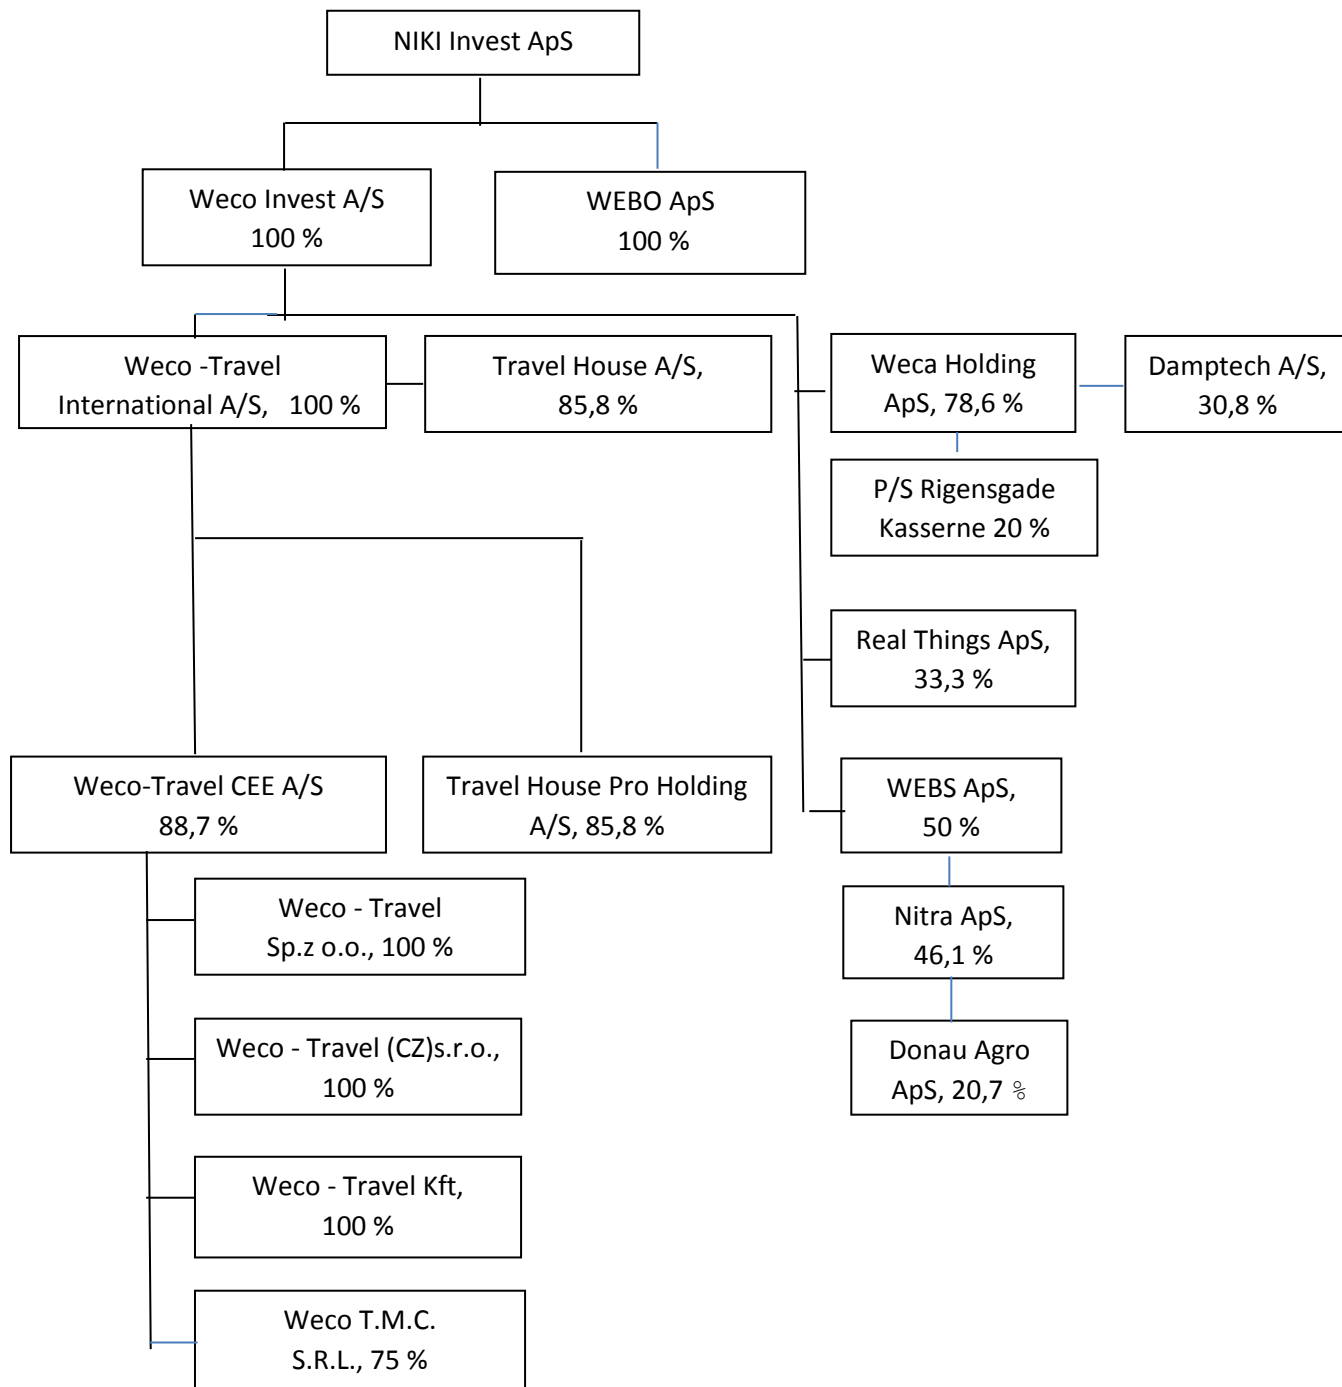 NIKI Invest ApS
Weco Invest A/S
100 %
WEBO ApS
100 %
Weco -Travel
International A/S, 100 %
Travel House A/S,
85,8 %
Weca Holding
ApS, 78,6 %
Damptech A/S,
30,8 %
P/S Rigensgade
Kasserne 20 %
Real Things ApS,
33,3 %
Weco-Travel CEE A/S
88,7 %
Travel House Pro Holding
A/S, 85,8 %
WEBS ApS,
50 %
Weco - Travel
Sp.z o.o., 100 %
Nitra ApS,
46,1 %
Weco - Travel (CZ)s.r.o.,
100 %
Donau Agro
ApS, 20,7 %
Weco - Travel Kft,
100 %
Weco T.M.C.
S.R.L., 75 %